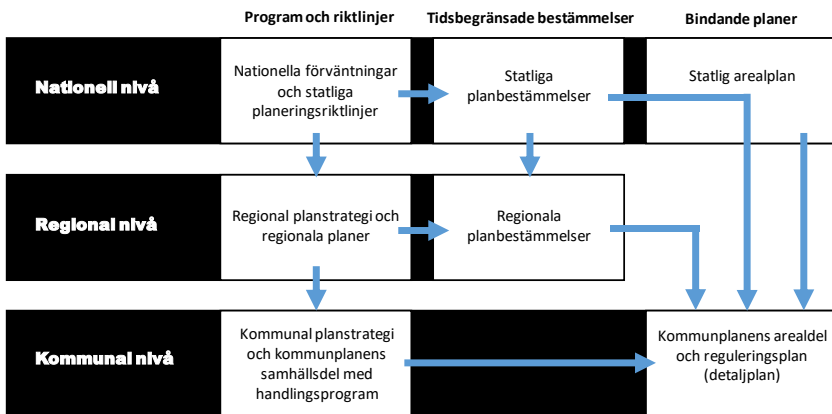 Program och riktlinjer
Tidsbegränsade bestämmelser
Bindande planer
Nationell nivå
Nationella förväntningar
och statliga
planeringsriktlinjer
Statliga
planbestämmelser
Statlig arealplan
Regional nivå
Regional planstrategi och
regionala planer
Regionala
planbestämmelser
Kommunal nivå
Kommunal planstrategi
och kommunplanens
samhällsdel med
handlingsprogram
Kommunplanens arealdel
och reguleringsplan
(detaljplan)